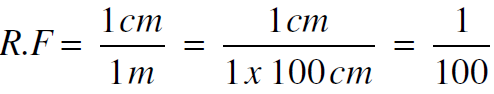 R.F = 1cm / 1m = 1cm / 1 x 100cm = 1 / 100